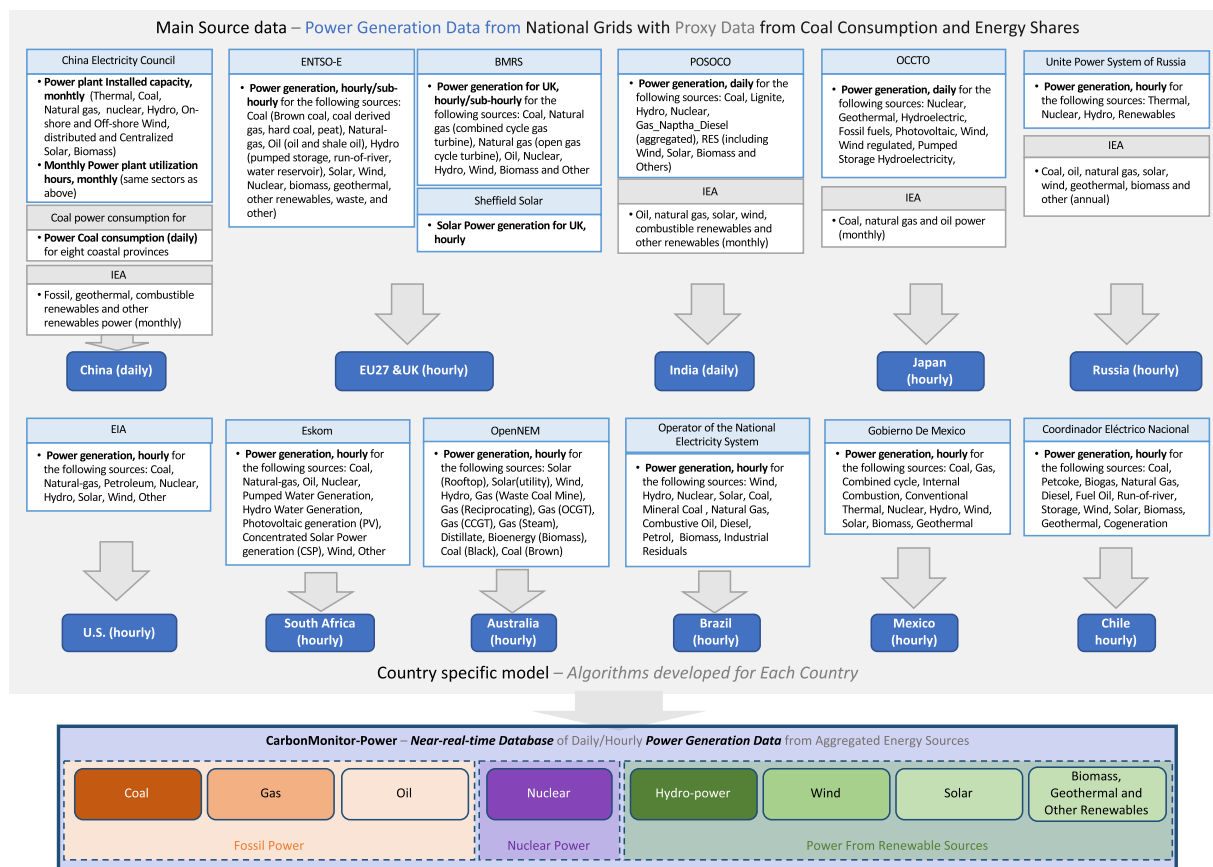 Main Source data – Power Generation Data from National Grids with Proxy Data from Coal Consumption and Energy Shares
China Electricity Council
• Power plant Installed capacity,
monhtly (Thermal, Coal,
Natural gas, nuclear, Hydro, On-
shore and Off-shore Wind,
distributed and Centralized
Solar, Biomass)
• Monthly Power plant utilization
hours, monthly (same sectors as
above)
Coal power consumption for
• Power Coal consumption (daily)
for eight coastal provinces
IEA
• Fossil, geothermal, combustible
renewables and other
renewables power (monthly)
China (daily)
ENTSO-E
• Power generation, hourly/sub-
hourly for the following sources:
Coal (Brown coal, coal derived
gas, hard coal, peat), Natural-
gas, Oil (oil and shale oil), Hydro
(pumped storage, run-of-river,
water reservoir), Solar, Wind,
Nuclear, biomass, geothermal,
other renewables, waste, and
other)
BMRS
• Power generation for UK,
hourly/sub-hourly for the
following sources: Coal, Natural
gas (combined cycle gas
turbine), Natural gas (open gas
cycle turbine), Oil, Nuclear,
Hydro, Wind, Biomass and Other
Sheffield Solar
• Solar Power generation for UK,
hourly
EU27 &UK (hourly)
POSOCO
• Power generation, daily for the
following sources: Coal, Lignite,
Hydro, Nuclear,
Gas_Naptha_Diesel
(aggregated), RES (including
Wind, Solar, Biomass and
Others)
IEA
• Oil, natural gas, solar, wind,
combustible renewables and
other renewables (monthly)
India (daily)
OCCTO
• Power generation, daily for the
following sources: Nuclear,
Geothermal, Hydroelectric,
Fossil fuels, Photovoltaic, Wind,
Wind regulated, Pumped
Storage Hydroelectricity,
IEA
• Coal, natural gas and oil power
(monthly)
Japan
(hourly)
Unite Power System of Russia
• Power generation, hourly for the
following sources: Thermal,
Nuclear, Hydro, Renewables
IEA
• Coal, oil, natural gas, solar,
wind, geothermal, biomass and
other (annual)
Russia (hourly)
EIA
• Power generation, hourly for
the following sources: Coal,
Natural-gas, Petroleum, Nuclear,
Hydro, Solar, Wind, Other
U.S. (hourly)
Eskom
• Power generation, hourly for
the following sources: Coal,
Natural-gas, Oil, Nuclear,
Pumped Water Generation,
Hydro Water Generation,
Photovoltaic generation (PV),
Concentrated Solar Power
generation (CSP), Wind, Other
South Africa
(hourly)
OpenNEM
• Power generation, hourly for
the following sources: Solar
(Rooftop), Solar(utility), Wind,
Hydro, Gas (Waste Coal Mine),
Gas (Reciprocating), Gas (OCGT),
Gas (CCGT), Gas (Steam),
Distillate, Bioenergy (Biomass),
Coal (Black), Coal (Brown)
Australia
(hourly)
Operator of the National
Electricity System
• Power generation, hourly for
the following sources: Wind,
Hydro, Nuclear, Solar, Coal,
Mineral Coal , Natural Gas,
Combustive Oil, Diesel,
Petrol, Biomass, Industrial
Residuals
Brazil
(hourly)
Gobierno De Mexico
• Power generation, hourly for the
following sources: Coal, Gas,
Combined cycle, Internal
Combustion, Conventional
Thermal, Nuclear, Hydro, Wind,
Solar, Biomass, Geothermal
Mexico
(hourly)
Coordinador Eléctrico Nacional
• Power generation, hourly for the
following sources: Coal,
Petcoke, Biogas, Natural Gas,
Diesel, Fuel Oil, Run-of-river,
Storage, Wind, Solar, Biomass,
Geothermal, Cogeneration
Chile
hourly)
Country specific model – Algorithms developed for Each Country
CarbonMonitor-Power – Near-real-time Database of Daily/Hourly Power Generation Data from Aggregated Energy Sources
Coal
Gas
Oil
Fossil Power
Nuclear
Nuclear Power
Hydro-power
Wind
Solar
Biomass,
Geothermal and
Other Renewables
Power From Renewable Sources